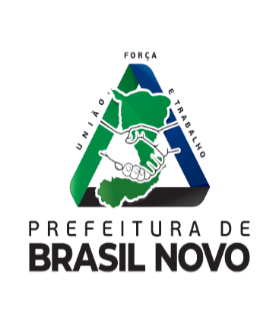 UNIÃO, FORÇA E TRABALHO
PREFEITURA DE
BRASIL NOVO